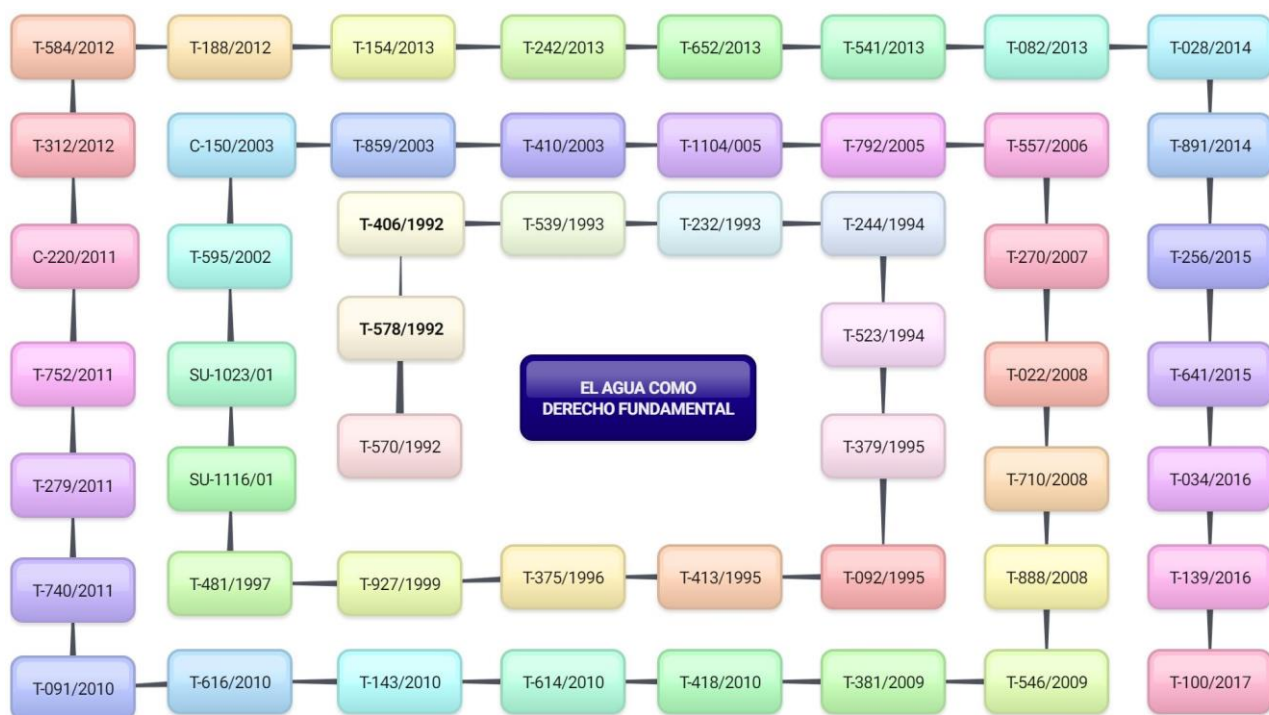 T-584/2012
T-188/2012
T-154/2013
T-242/2013
T-652/2013
T-541/2013
T-082/2013
T-028/2014
T-312/2012
C-150/2003
T-859/2003
T-410/2003
T-1104/005
T-792/2005
T-557/2006
T-891/2014
C-220/2011
T-595/2002
T-406/1992
T-539/1993
T-232/1993
T-244/1994
T-270/2007
T-256/2015
T-578/1992
T-523/1994
T-752/2011
SU-1023/01
EL AGUA COMO
DERECHO FUNDAMENTAL
T-022/2008
T-641/2015
T-570/1992
T-379/1995
T-279/2011
SU-1116/01
T-710/2008
T-034/2016
T-740/2011
T-481/1997
T-927/1999
T-375/1996
T-413/1995
T-092/1995
T-888/2008
T-139/2016
T-091/2010
T-616/2010
T-143/2010
T-614/2010
T-418/2010
T-381/2009
T-546/2009
T-100/2017